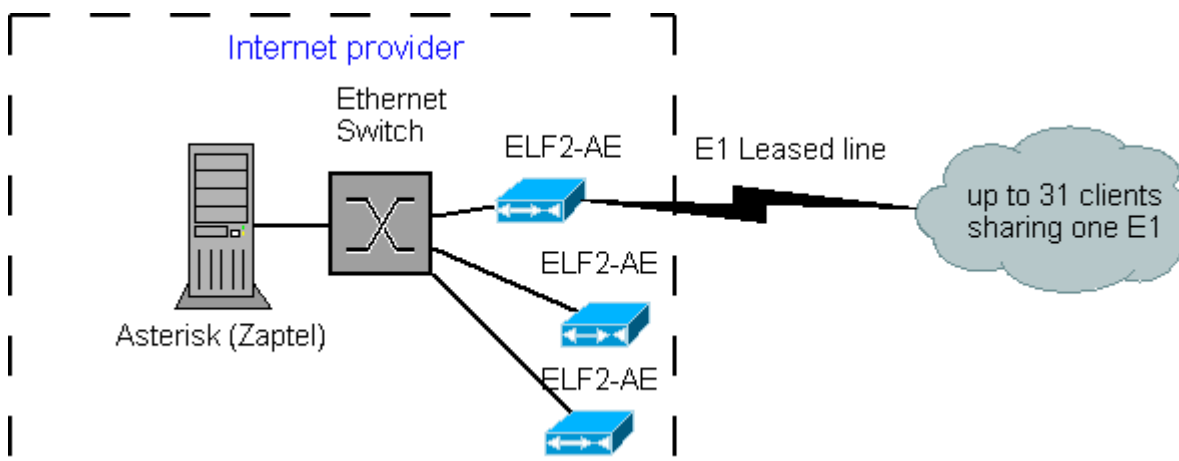 Internet provider
Ethernet
Switch
ELF2-AE
E1 Leased line
up to 31 clients
sharing one E1
ELF2-AE
Asterisk (Zaptel)
ELF2-AE